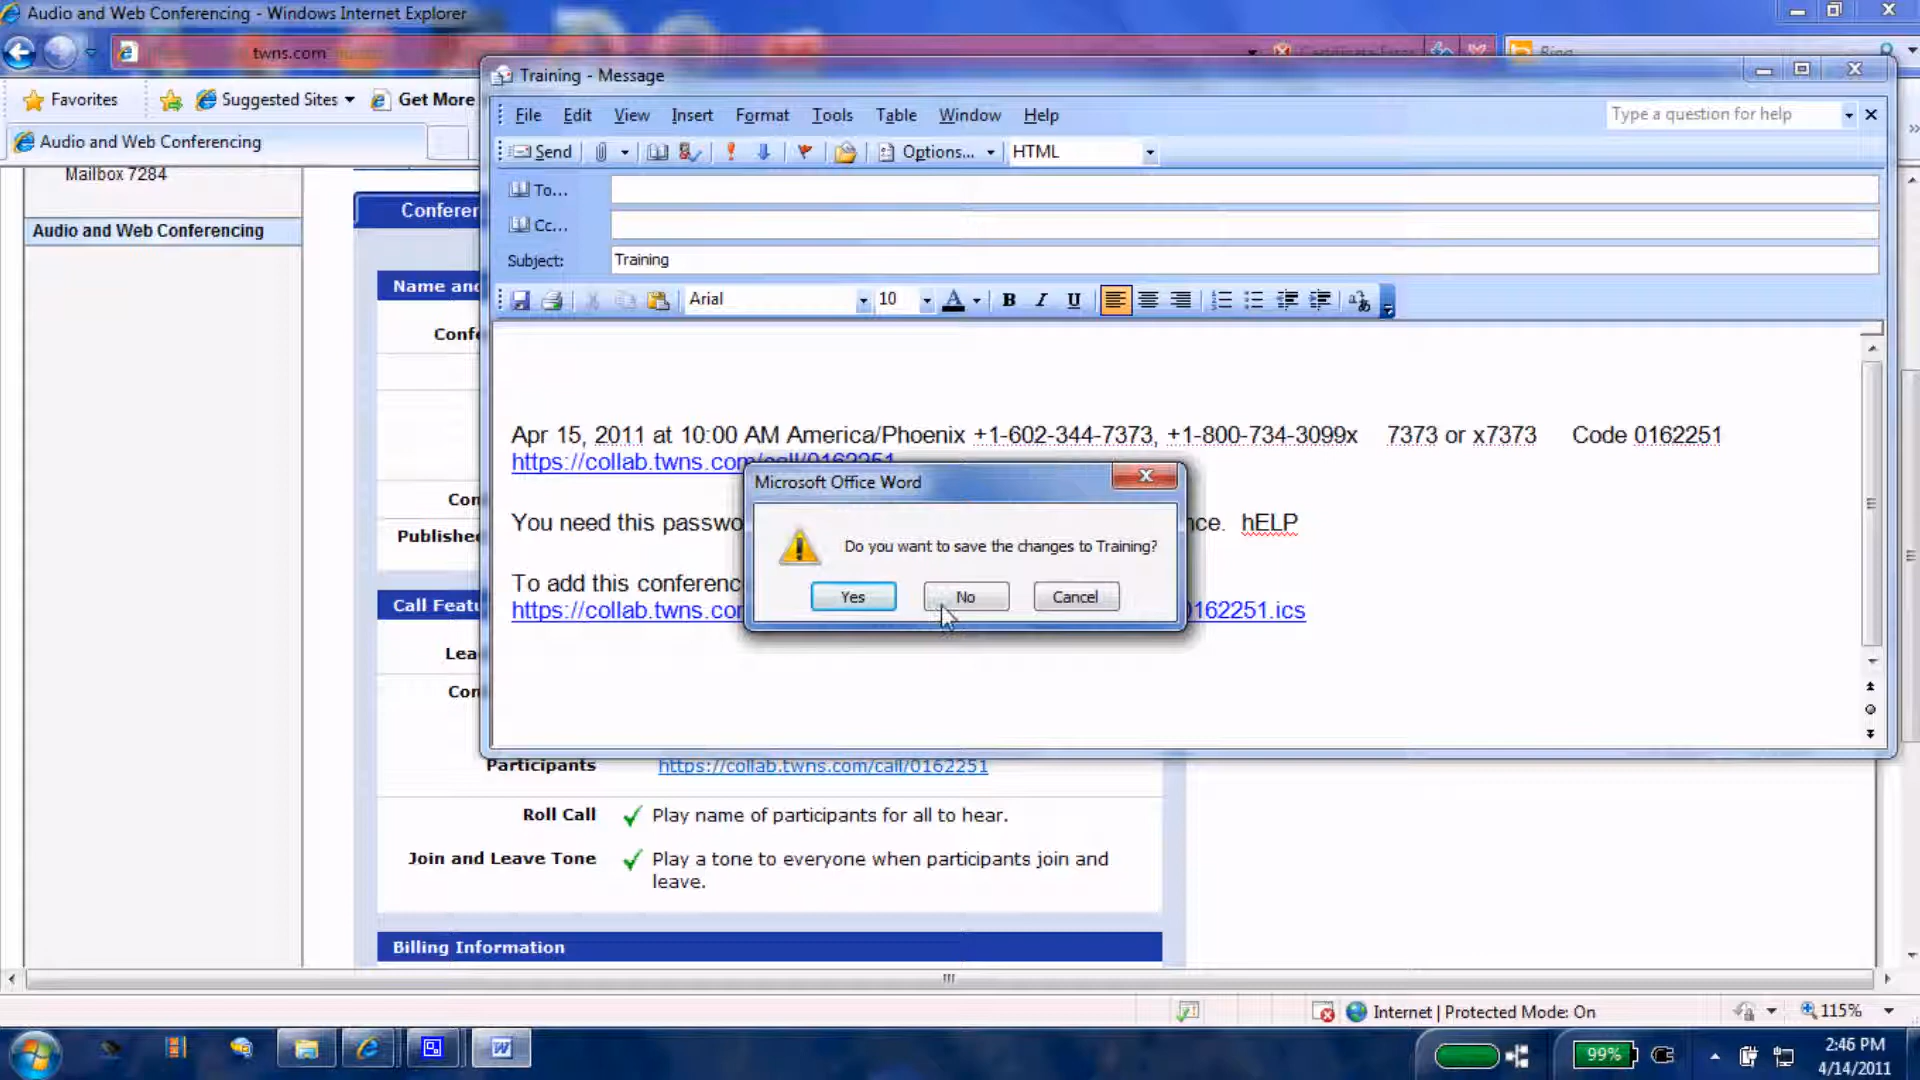 Audio and Web Conferencing - Windows Internet Explorer
twns.com
Bing
Favorites
Suggested Sites
Get More
Audio and Web Conferencing
Mailbox 7284
Audio and Web Conferencing
Conferen
Name and
Confe
Con
Published
Call Featu
Lea
Con
Training - Message
File Edit View Insert Format Tools Table Window Help
Type a question for help
Send
Options...
HTML
To...
Cc...
Subject: Training
Arial 10 A B I U
Apr 15, 2011 at 10:00 AM America/Phoenix +1-602-344-7373, +1-800-734-3099x 7373 or x7373 Code 0162251
https://collab.twns.com/call/0162251
You need this passwo nce. hELP
To add this conferenc
https://collab.twns.con 0162251.ics
Microsoft Office Word
Do you want to save the changes to Training?
Yes No Cancel
Participants https://collab.twns.com/call/0162251
Roll Call Play name of participants for all to hear.
Join and Leave Tone Play a tone to everyone when participants join and
leave.
Billing Information
Internet | Protected Mode: On
115%
99%
2:46 PM
4/14/2011